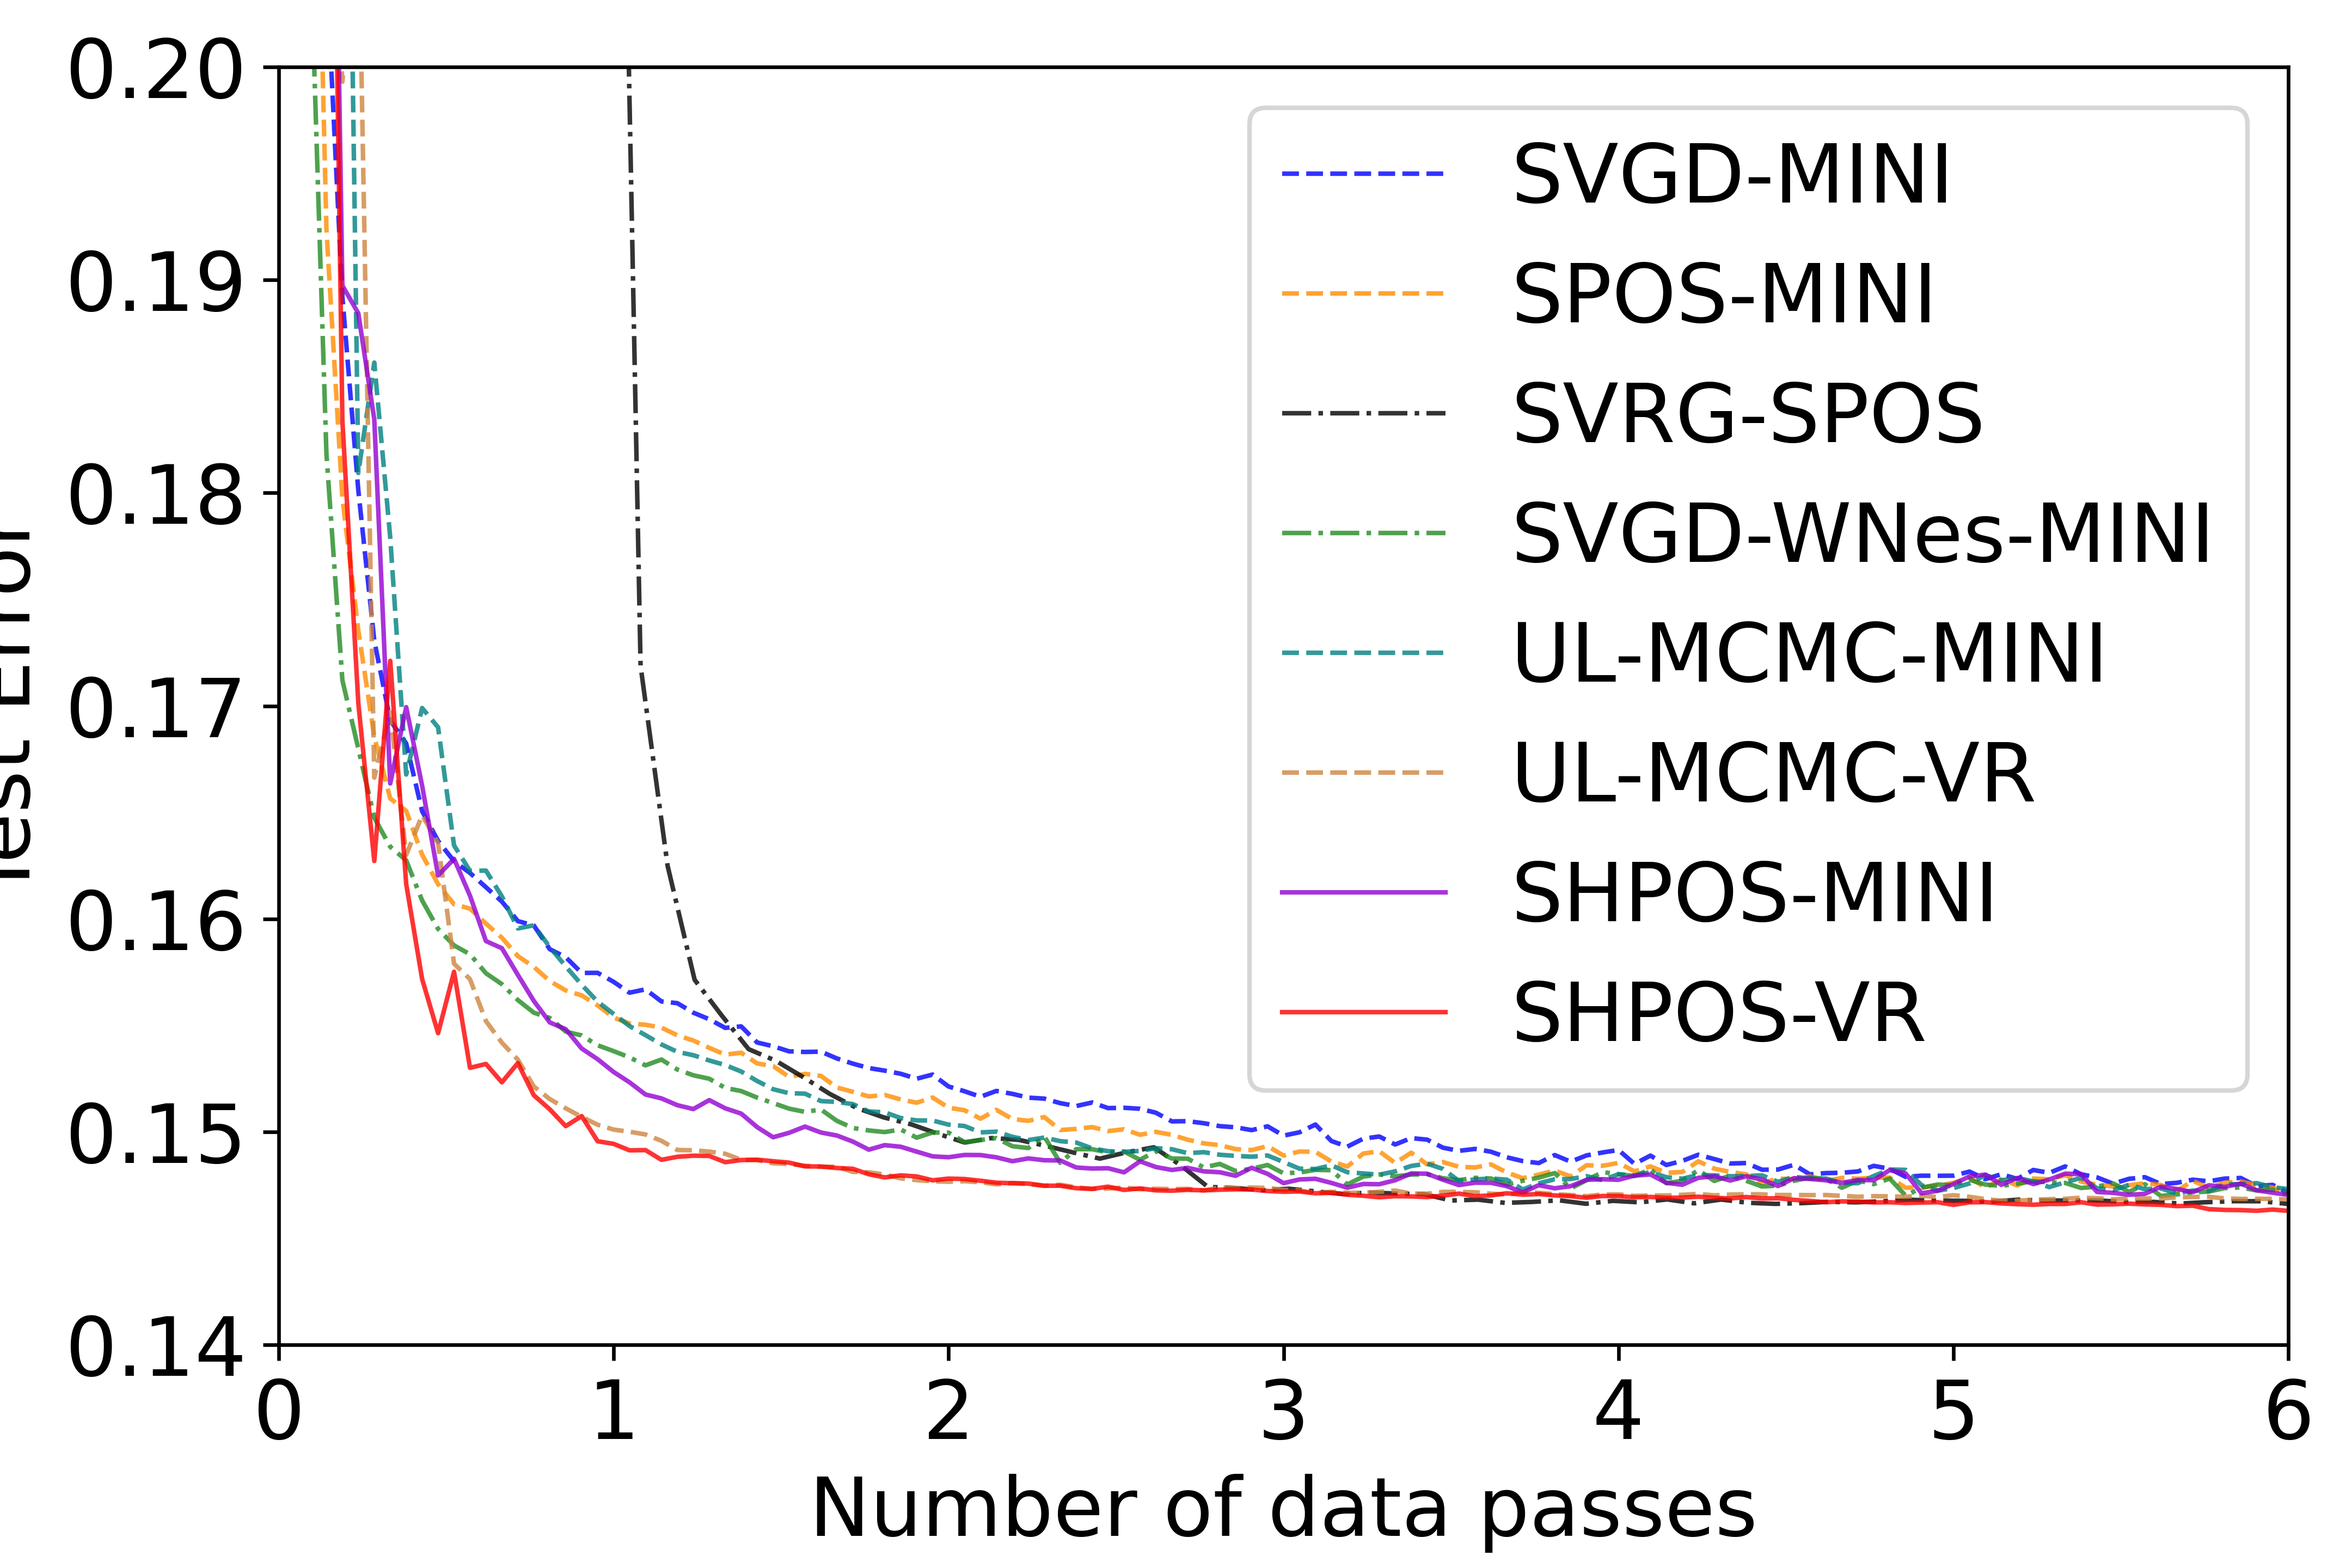 0.20
0.19
0.18
0.17
0.16
0.15
0.14
Test Error
SVGD-MINI
SPOS-MINI
SVRG-SPOS
SVGD-WNes-MINI
UL-MCMC-MINI
UL-MCMC-VR
SHPOS-MINI
SHPOS-VR
0 1 2 3 4 5 6
Number of data passes